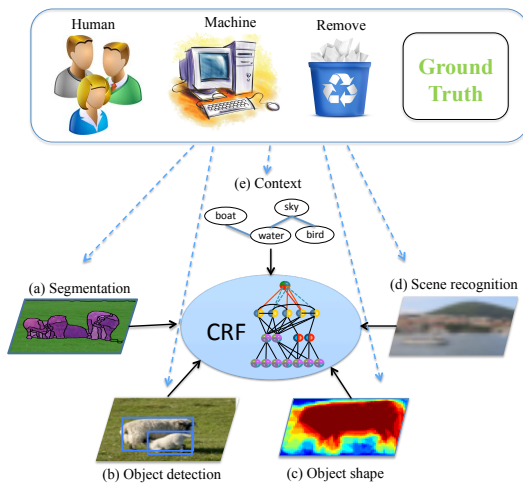 Human
Machine
Remove
Ground
Truth
(e) Context
sky
boat
water
bird
(a) Segmentation
(d) Scene recognition
CRF
(b) Object detection
(c) Object shape